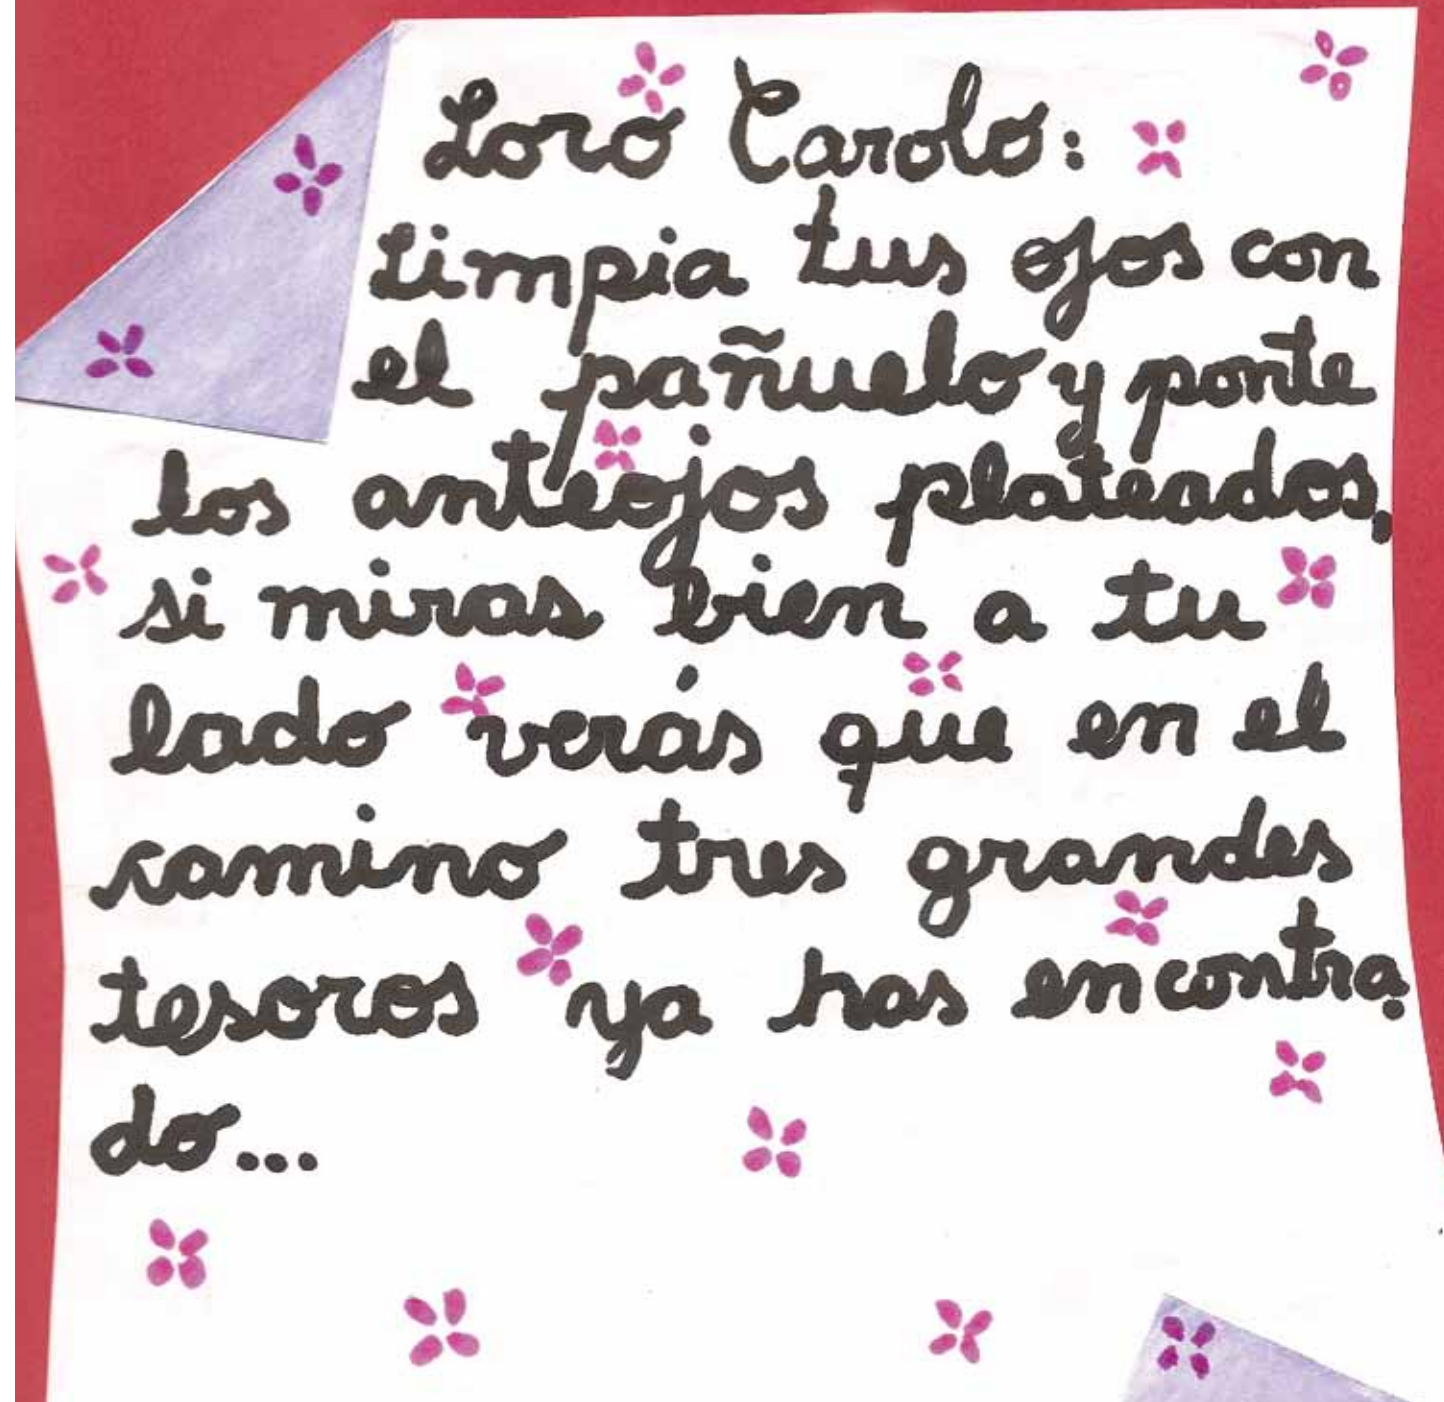 Loro Carolo:
Limpia tus ojos con
el pañuelo y ponte
los anteojos plateados,
si miras bien a tu
lado verás que en el
camino tres grandes
tesoros ya has encontra
do...